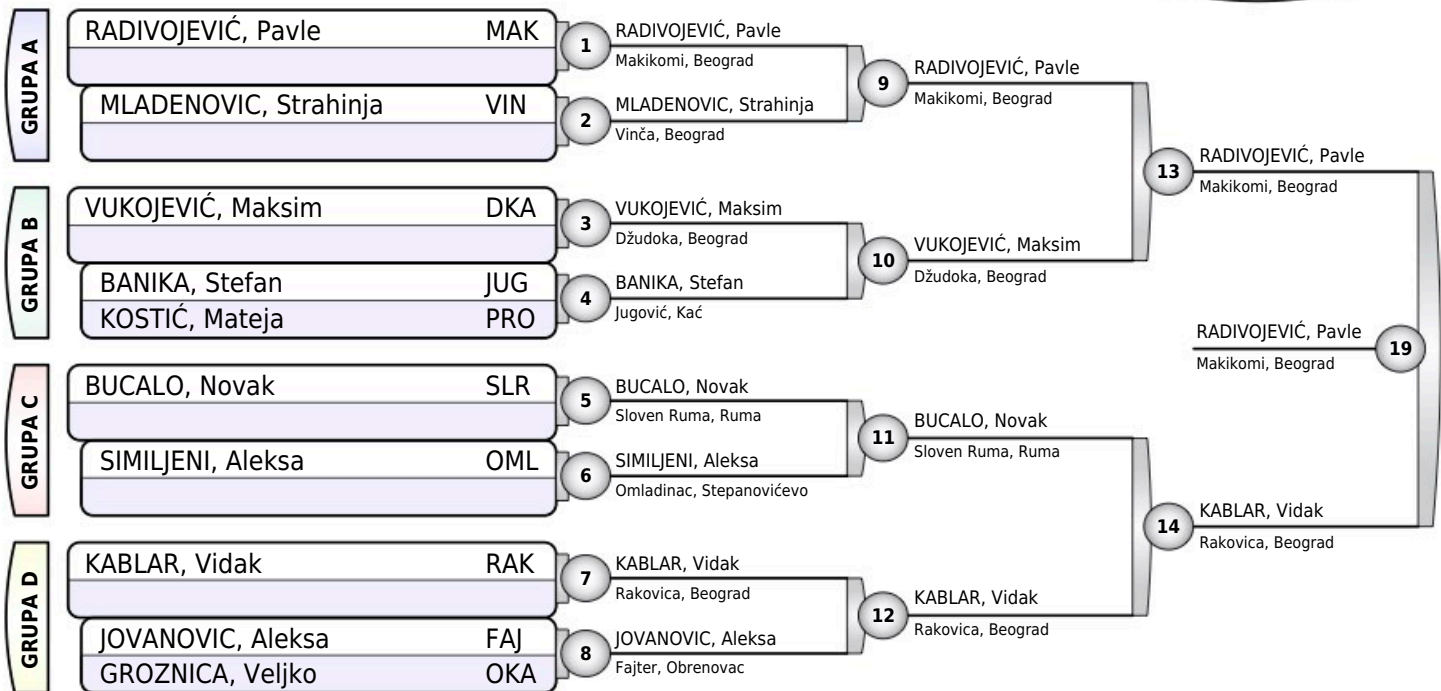 GRUPA A
RADIVOJEVIĆ, Pavle MAK
MLADENOVIC, Strahinja VIN
GRUPA B
VUKOJEVIĆ, Maksim DKA
BANIKA, Stefan JUG
KOSTIĆ, Mateja PRO
GRUPA C
BUCALO, Novak SLR
SIMILJENI, Aleksa OML
GRUPA D
KABLAR, Vidak RAK
JOVANOVIC, Aleksa FAJ
GROZNICA, Veljko OKA
1 RADIVOJEVIĆ, Pavle
Makikomi, Beograd
2 MLADENOVIC, Strahinja
Vinča, Beograd
3 VUKOJEVIĆ, Maksim
Džudoka, Beograd
4 BANIKA, Stefan
Jugović, Kać
5 BUCALO, Novak
Sloven Ruma, Ruma
6 SIMILJENI, Aleksa
Omladinac, Stepanovićevo
7 KABLAR, Vidak
Rakovica, Beograd
8 JOVANOVIC, Aleksa
Fajter, Obrenovac
9 RADIVOJEVIĆ, Pavle
Makikomi, Beograd
10 VUKOJEVIĆ, Maksim
Džudoka, Beograd
11 BUCALO, Novak
Sloven Ruma, Ruma
12 KABLAR, Vidak
Rakovica, Beograd
13 RADIVOJEVIĆ, Pavle
Makikomi, Beograd
14 KABLAR, Vidak
Rakovica, Beograd
RADIVOJEVIĆ, Pavle 19
Makikomi, Beograd